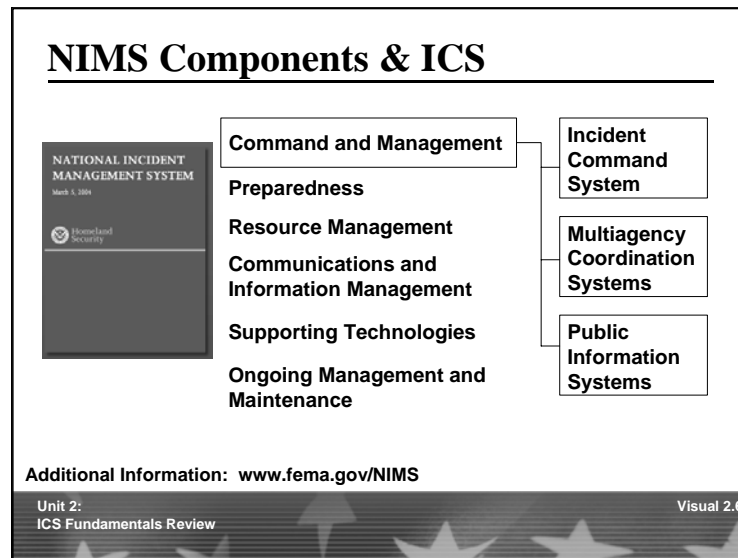 NIMS Components & ICS
NATIONAL INCIDENT
MANAGEMENT SYSTEM
March 5, 2004
Homeland
Security
Command and Management
Preparedness
Resource Management
Communications and
Information Management
Supporting Technologies
Ongoing Management and
Maintenance
Incident
Command
System
Multiagency
Coordination
Systems
Public
Information
Systems
Additional Information: www.fema.gov/NIMS
Unit 2:
ICS Fundamentals Review
Visual 2.6